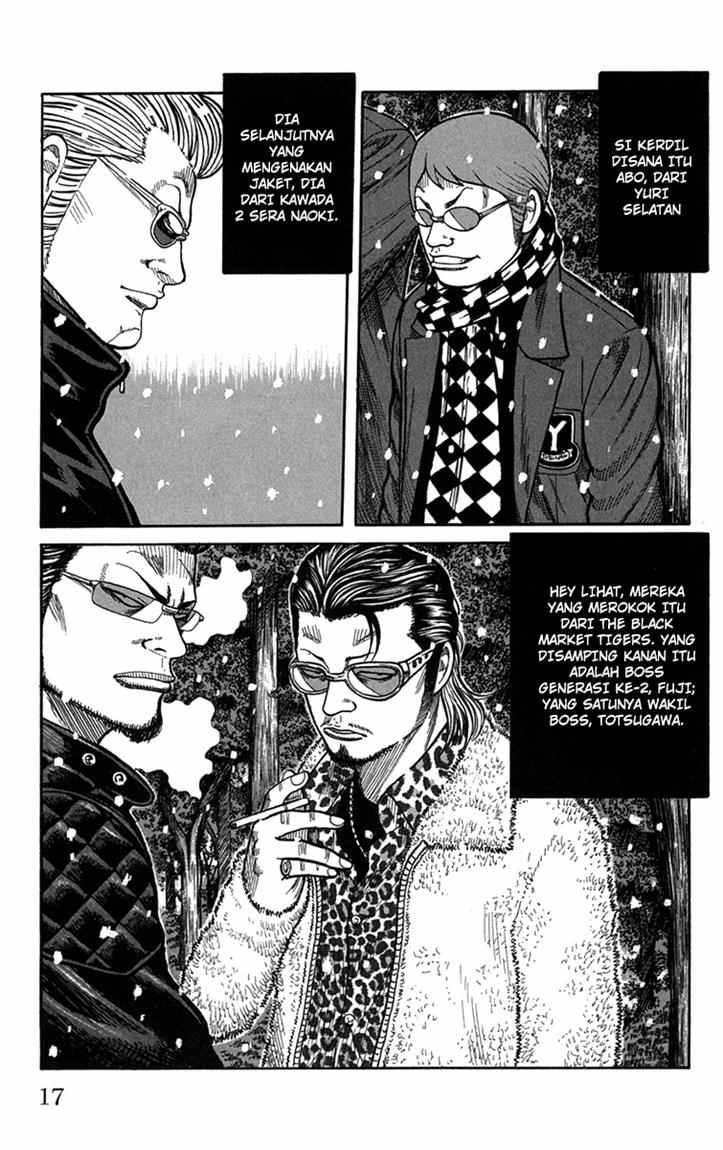 SI KERDIL
DISANA ITU
ABO, DARI
YURI
SELATAN
DIA
SELANJUTNYA
YANG
MENGENAKAN
JAKET, DIA
DARI KAWADA
2 SERA NAOKI.
Y
HEY LIHAT, MEREKA
YANG MEROKOK ITU
DARI THE BLACK
MARKET TIGERS. YANG
DISAMPING KANAN ITU
ADALAH BOSS
GENERASI KE-2, FUJI;
YANG SATUNYA WAKIL
BOSS, TOTSUGAWA.
17